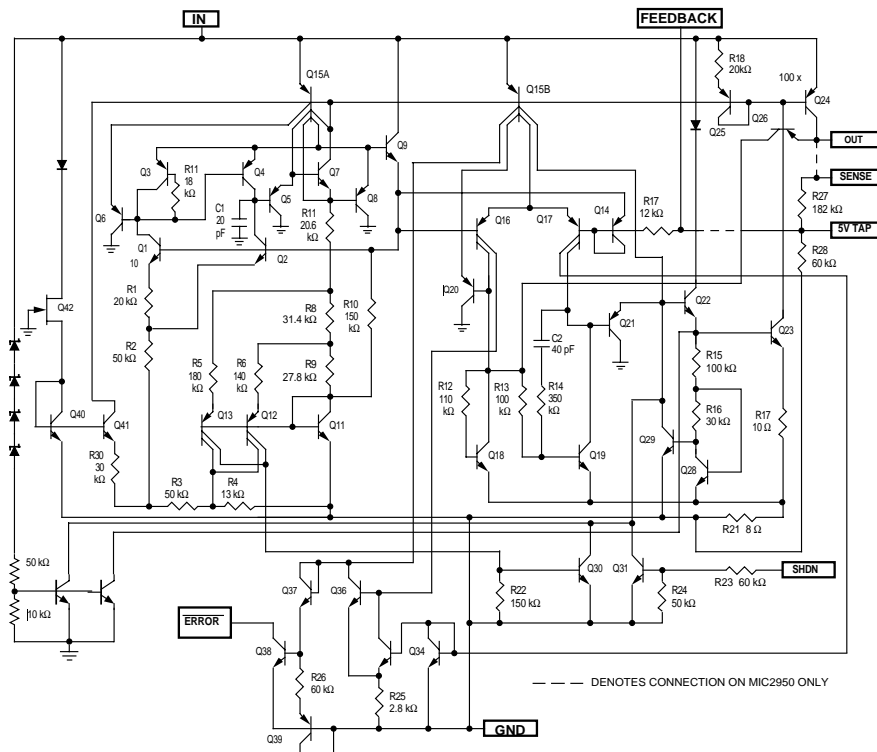 IN
FEEDBACK
R18
20kΩ
100 x
Q15A
Q15B
Q24
Q25
Q26
OUT
SENSE
Q9
Q3
R11
18
kΩ
Q4
Q7
Q5
Q8
Q6
C1
20
pF
R11
20.6
kΩ
Q16
Q17
Q14
R17
12 kΩ
R27
182 kΩ
5V TAP
R28
60 kΩ
Q1
10
Q2
R1
20 kΩ
Q42
R8
31.4 kΩ
R10
150
kΩ
Q20
Q22
Q21
Q23
C2
40 pF
R2
50 kΩ
R5
180
kΩ
R6
140
kΩ
R9
27.8 kΩ
R15
100 kΩ
R12
110
kΩ
R13
100
kΩ
R14
350
kΩ
R16
30 kΩ
R17
10 Ω
Q40
Q41
Q13
Q12
Q11
Q29
Q18
Q19
Q28
R30
30
kΩ
R3
50 kΩ
R4
13 kΩ
R21 8 Ω
50 kΩ
10 kΩ
Q30
Q31
R22
150 kΩ
R24
50 kΩ
R23 60 kΩ
SHDN
Q37
Q36
ERROR
Q38
Q34
R26
60 kΩ
R25
2.8 kΩ
Q39
GND
DENOTES CONNECTION ON MIC2950 ONLY